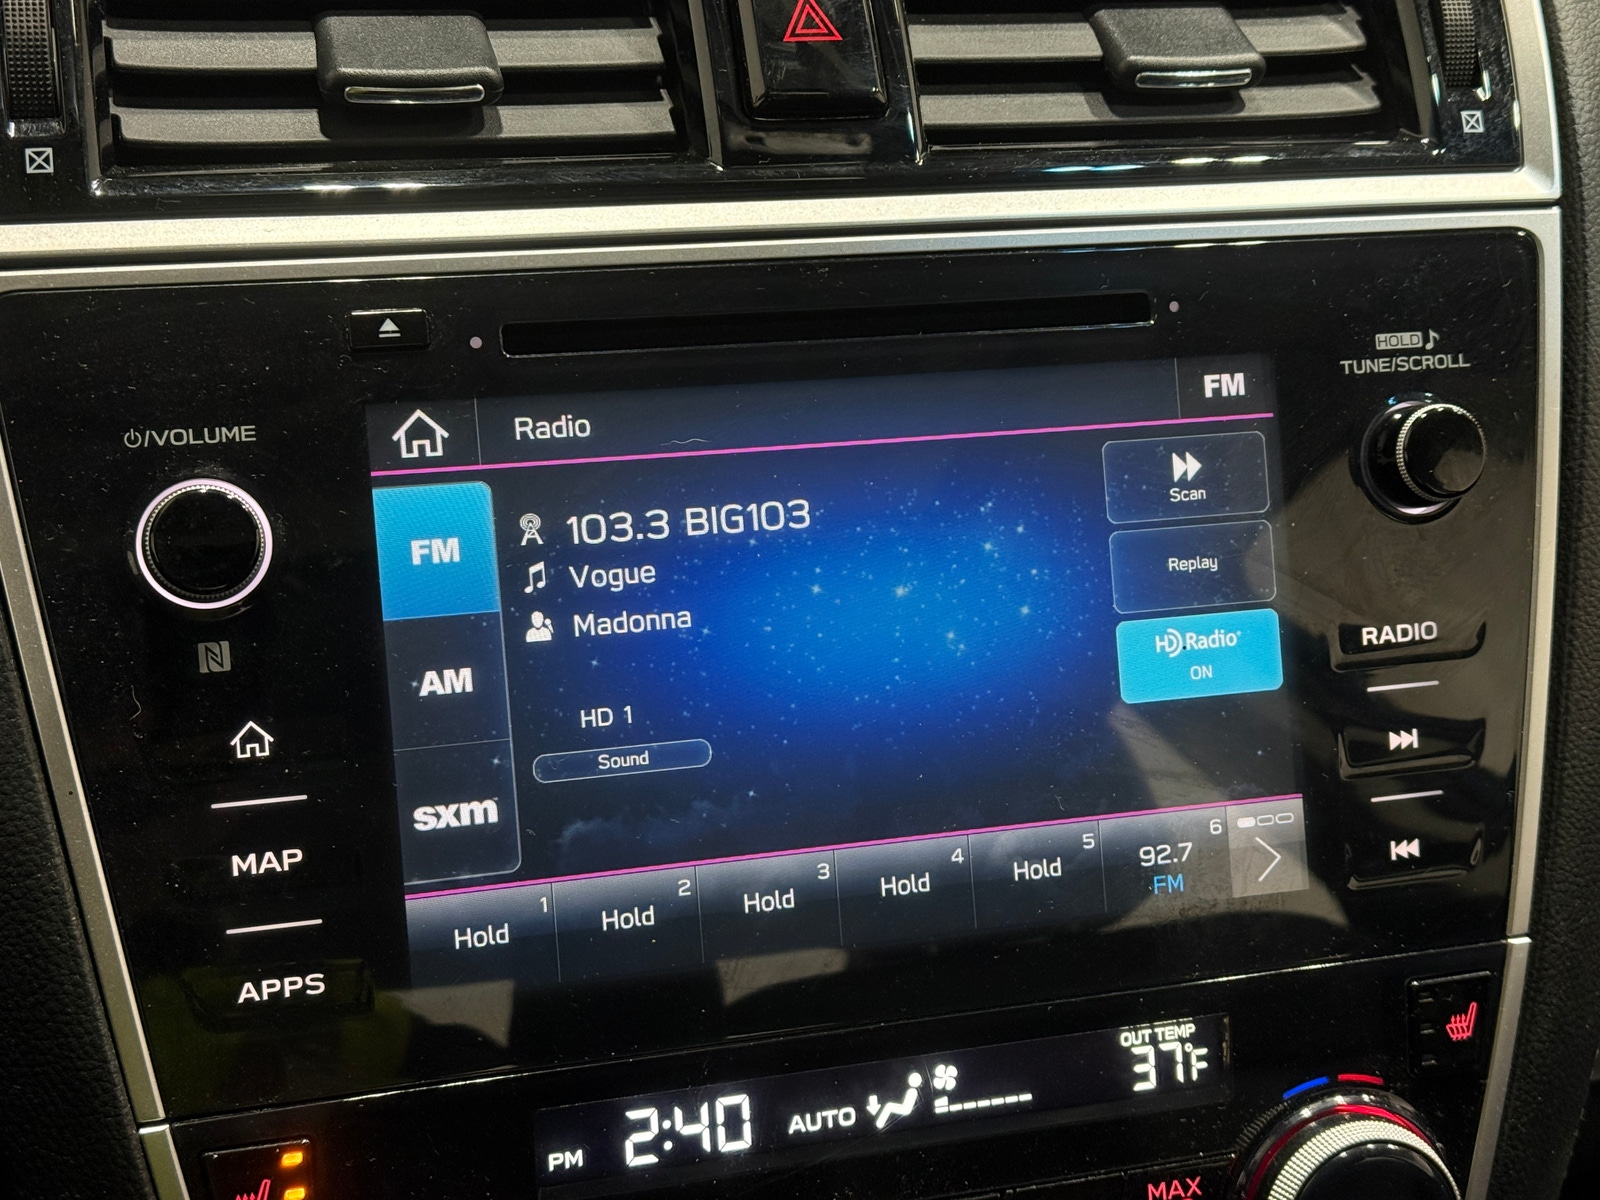 HOLD
TUNE/SCROLL
/VOLUME
Radio
FM
FM
AM
sxm
103.3 BIG103
Vogue
Madonna
HD 1
Sound
Scan
Replay
HD Radio
ON
1
Hold
2
Hold
3
Hold
4
Hold
5
Hold
6
92.7
FM
MAP
APPS
RADIO
PM 2:40 AUTO
OUT TEMP
37°F
MAX